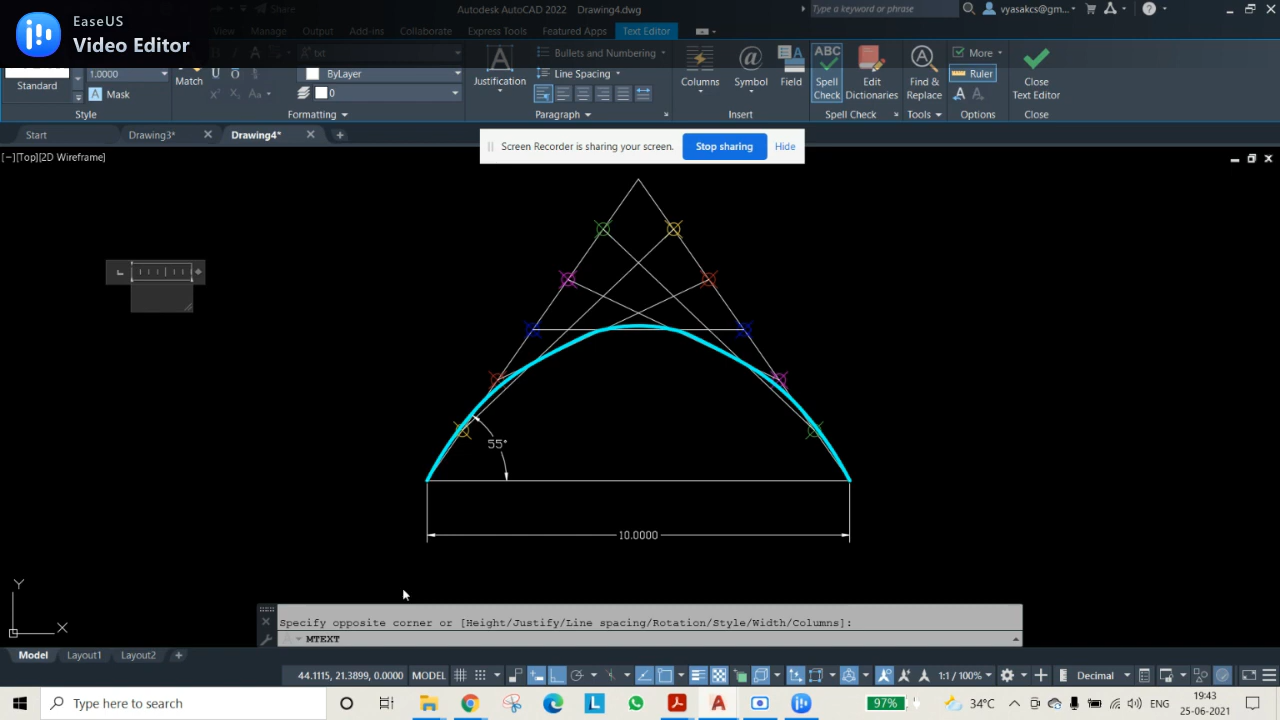 EaseUS
Video Editor
Share
Autodesk AutoCAD 2022 Drawing4.dwg
Type a keyword or phrase
vyasakcs@gm...
View Manage Output Add-ins Collaborate Express Tools Featured Apps Text Editor
Standard
1.0000
Mask
Style
Match
txt
ByLayer
0
Formatting
Justification
Bullets and Numbering
Line Spacing
Paragraph
Columns
Symbol
Field
Insert
ABC
Spell
Check
Edit
Dictionaries
Spell Check
Find &
Replace
Tools
More
Ruler
Options
Close
Text Editor
Close
Start Drawing3* Drawing4*
Screen Recorder is sharing your screen. Stop sharing Hide
[−][Top][2D Wireframe]
55°
10.0000
Y
X
Specify opposite corner or [Height/Justify/Line spacing/Rotation/Style/Width/Columns]:
MTEXT
Model Layout1 Layout2
44.1115, 21.3899, 0.0000 MODEL 1:1 / 100% Decimal
Type here to search
97%
34°C
19:43
25-06-2021